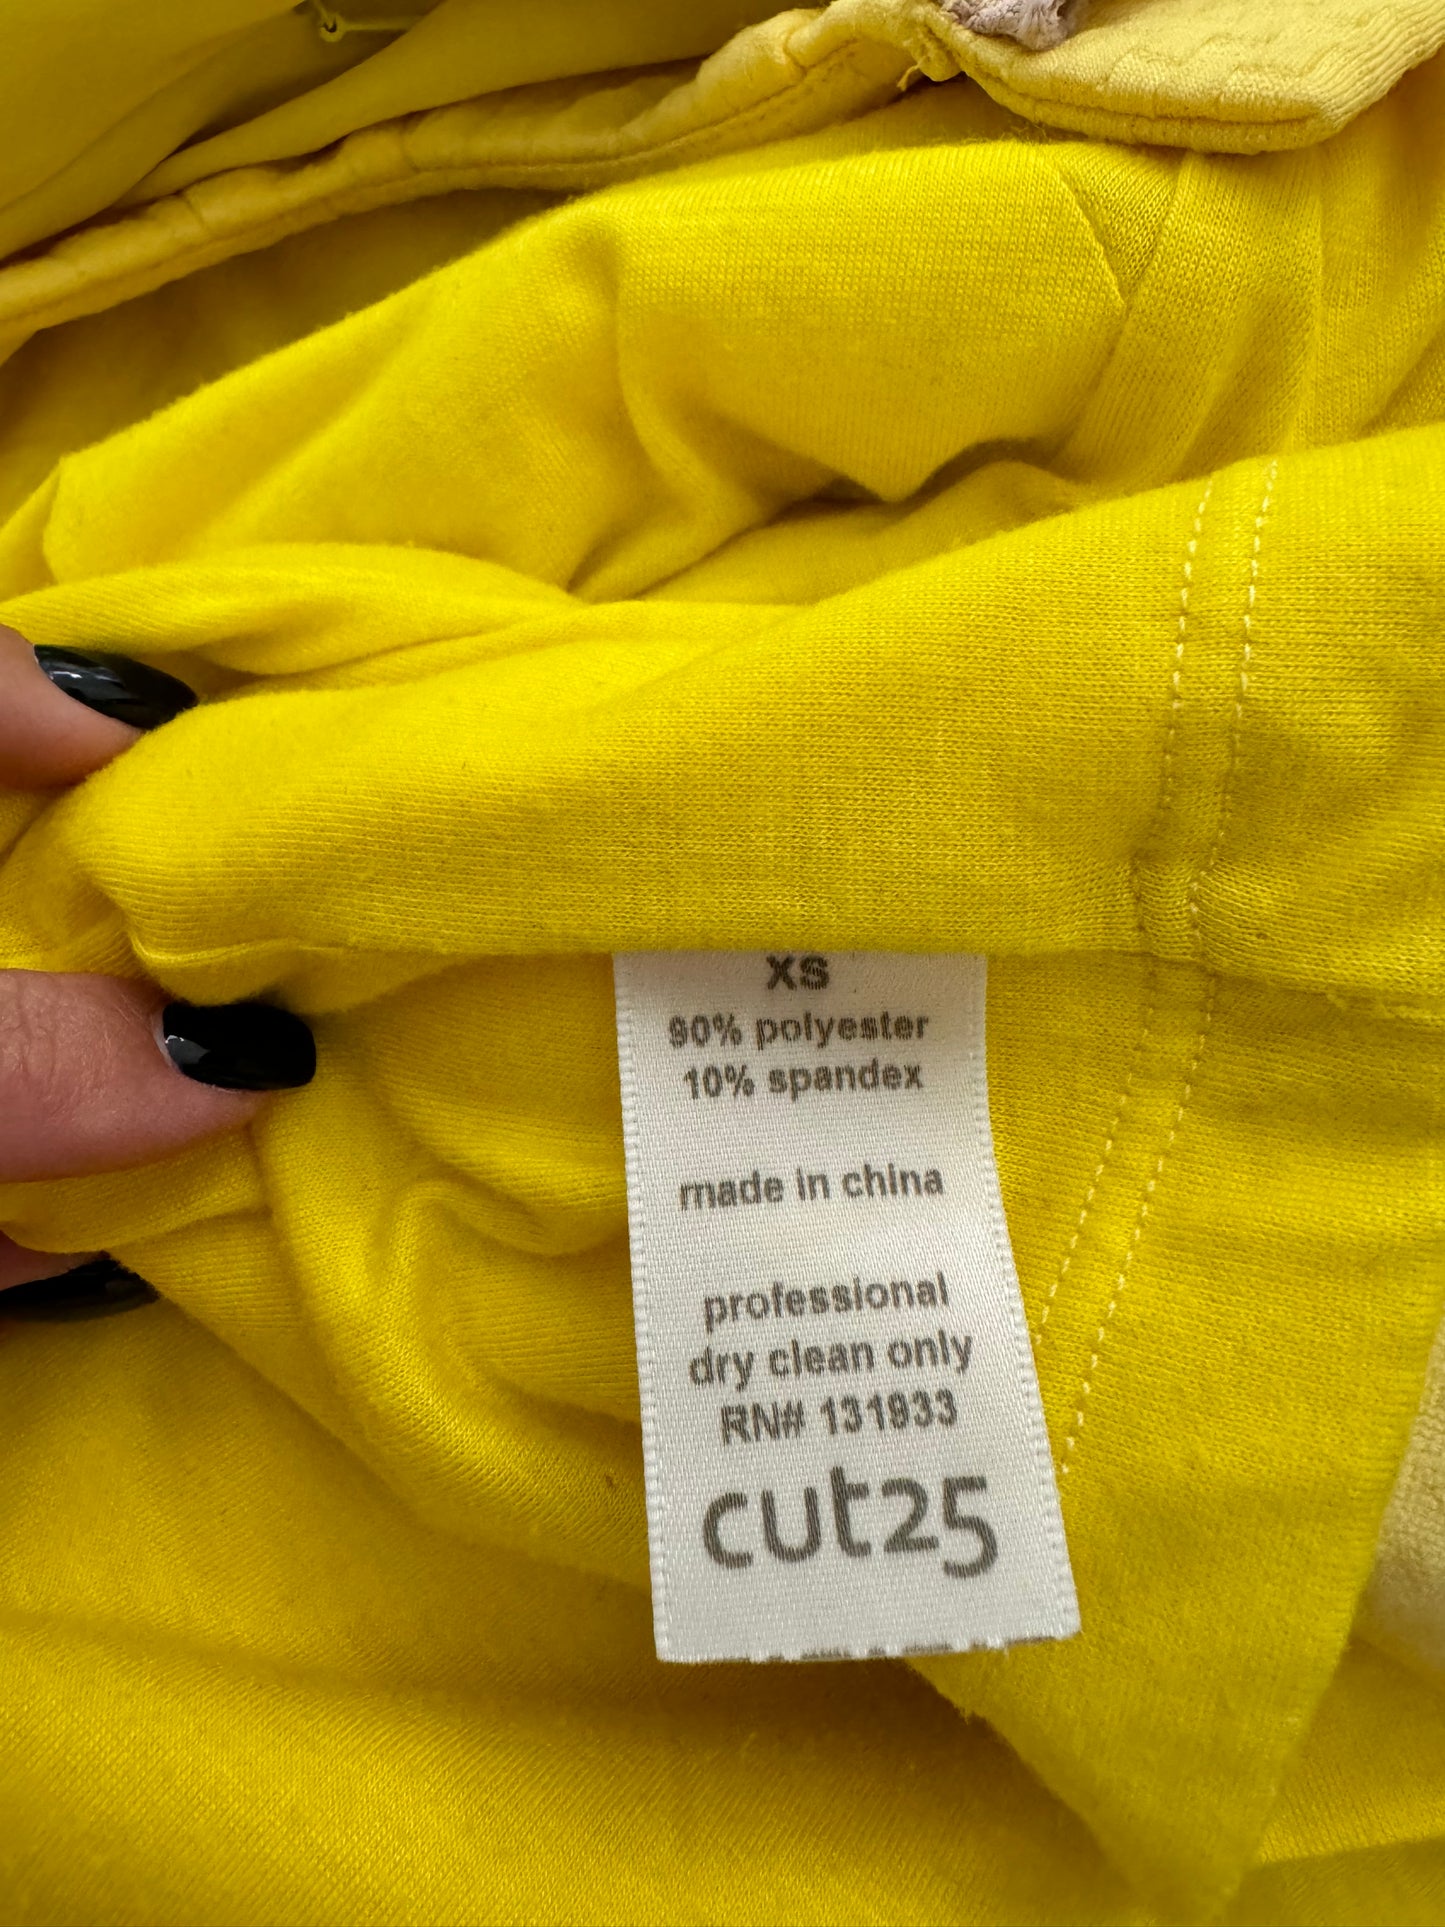 xs
90% polyester
10% spandex
made in china
professional
dry clean only
RN# 131933
cut25